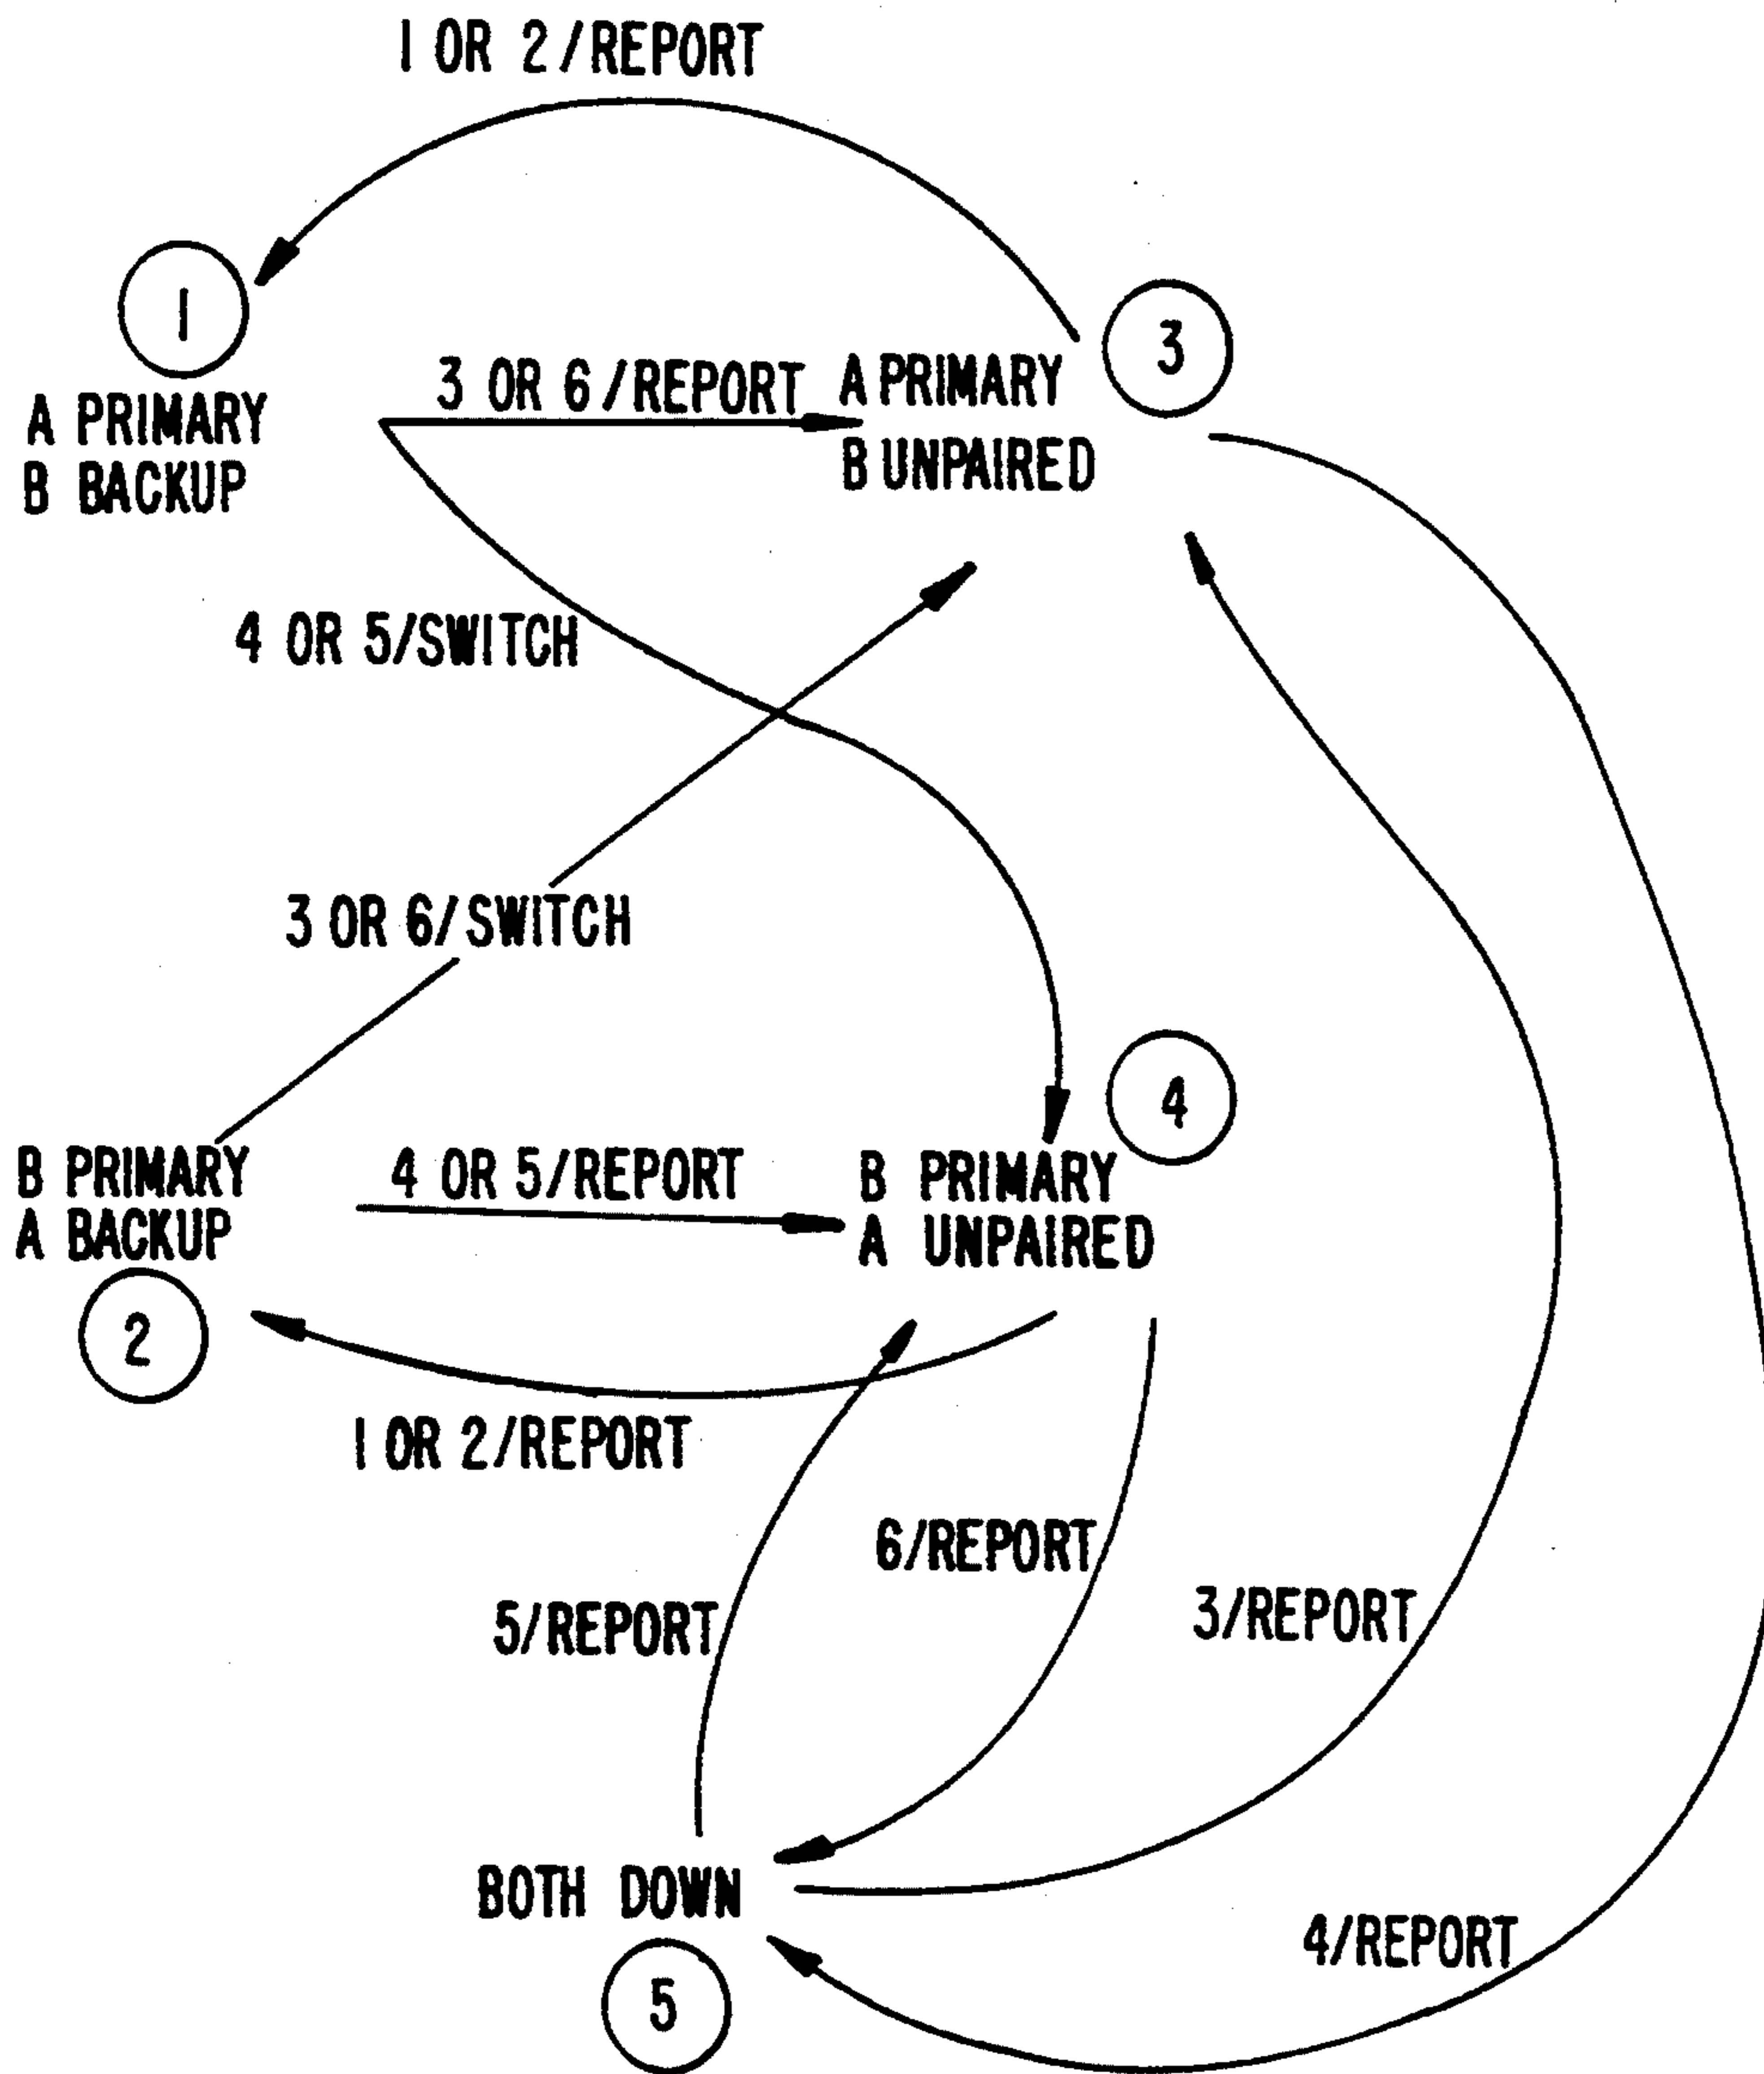 1 OR 2/REPORT
1
3
3 OR 6/REPORT
A PRIMARY
B UNPAIRED
A PRIMARY
B BACKUP
4 OR 5/SWITCH
3 OR 6/SWITCH
4
B PRIMARY
A BACKUP
4 OR 5/REPORT
B PRIMARY
A UNPAIRED
2
1 OR 2/REPORT
6/REPORT
5/REPORT
3/REPORT
BOTH DOWN
4/REPORT
5